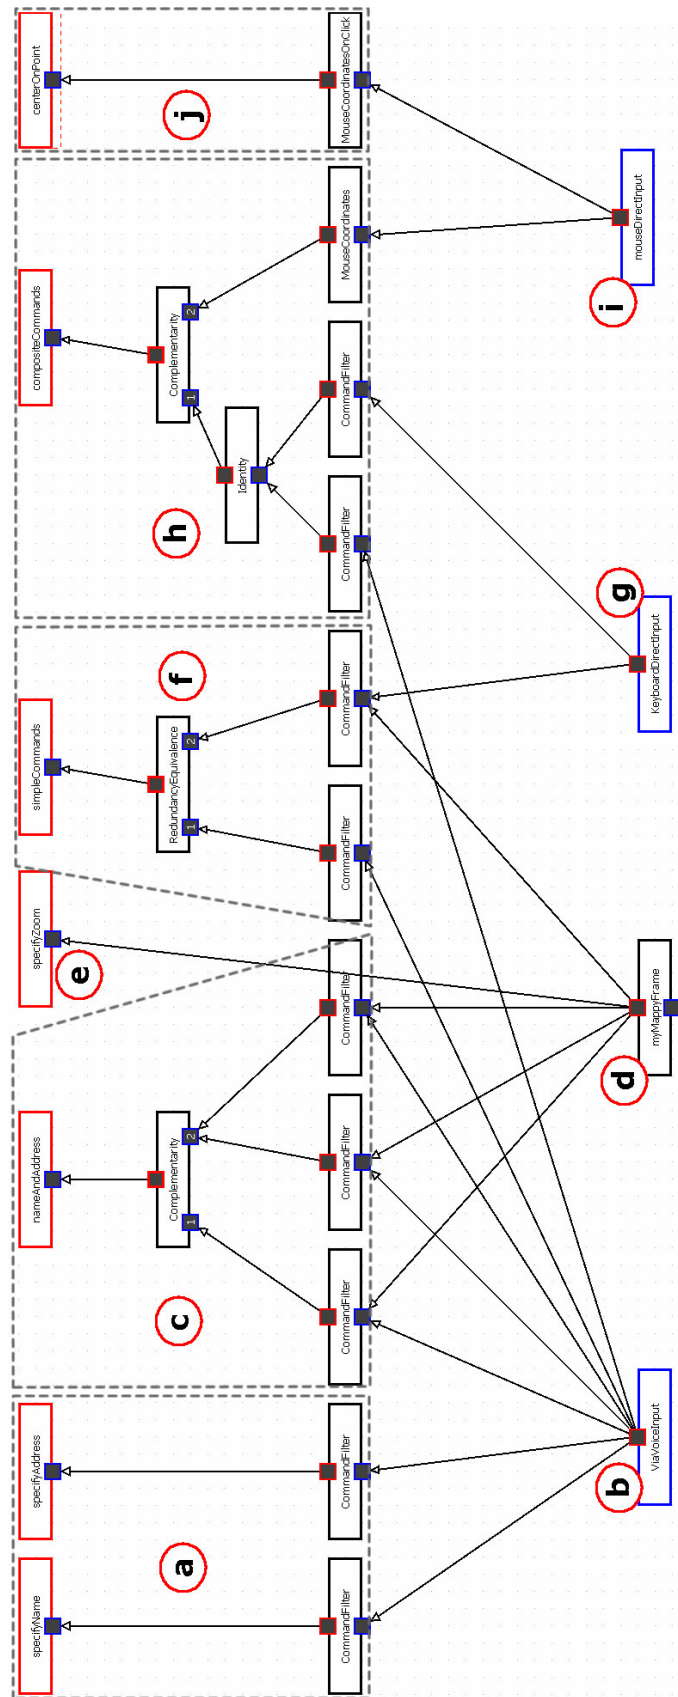 specifyName
specifyAddress
nameAndAddress
specifyZoom
simpleCommands
compositeCommands
centerOnPoint
e
a
c
Complementarity
1
2
f
RedundancyEquivalence
1
2
h
Complementarity
1
2
j
Identity
CommandFilter
CommandFilter
CommandFilter
CommandFilter
CommandFilter
CommandFilter
CommandFilter
CommandFilter
CommandFilter
MouseCoordinates
MouseCoordinatesOnClick
b
ViaVoiceInput
d
myMappyFrame
g
KeyboardDirectInput
i
mouseDirectInput